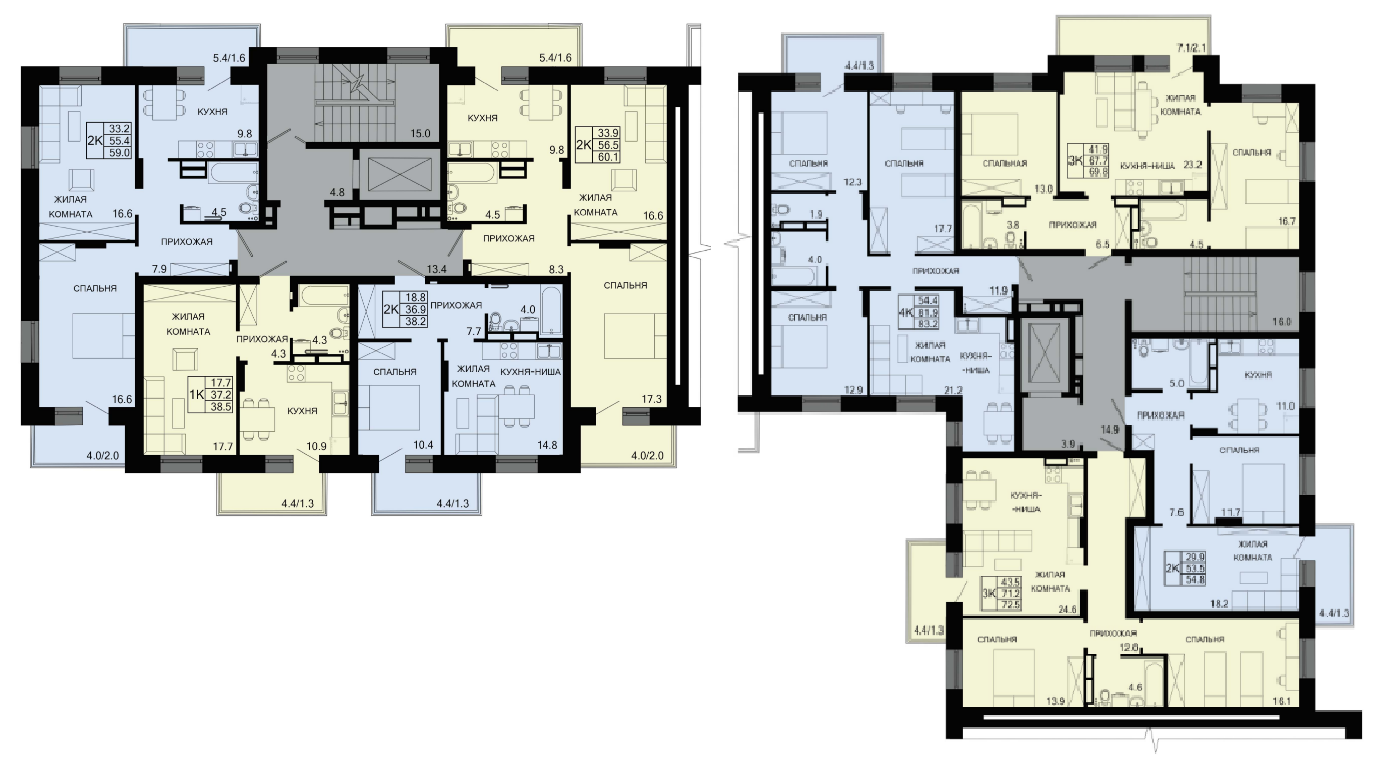 5.4/1.6
КУХНЯ
9.8
2К
33.2
55.4
59.0
ЖИЛАЯ
КОМНАТА
16.6
4.5
ПРИХОЖАЯ
7.9
СПАЛЬНЯ
16.6
4.0/2.0
15.0
4.8
13.4
5.4/1.6
КУХНЯ
9.8
2К
33.9
56.5
60.1
ЖИЛАЯ
КОМНАТА
16.6
4.5
ПРИХОЖАЯ
8.3
СПАЛЬНЯ
17.3
4.0/2.0
ЖИЛАЯ
КОМНАТА
1К
17.7
37.2
38.5
17.7
ПРИХОЖАЯ
4.3
4.3
КУХНЯ
10.9
4.4/1.3
2К
18.8
36.9
38.2
ПРИХОЖАЯ
7.7
4.0
СПАЛЬНЯ
10.4
ЖИЛАЯ
КОМНАТА
КУХНЯ-НИША
14.8
4.4/1.3
4.4/1.3
СПАЛЬНЯ
12.3
СПАЛЬНЯ
17.7
1.9
4.0
ПРИХОЖАЯ
11.9
СПАЛЬНЯ
12.9
4К
54.4
81.9
83.2
ЖИЛАЯ
КОМНАТА
КУХНЯ-
-НИША
21.2
7.1/2.1
СПАЛЬНАЯ
13.0
ЖИЛАЯ
КОМНАТА
3К
41.9
67.7
69.8
КУХНЯ-НИША
23.2
СПАЛЬНЯ
16.7
3.8
ПРИХОЖАЯ
6.5
4.5
16.0
3.9
14.9
5.0
КУХНЯ
11.0
ПРИХОЖАЯ
7.6
СПАЛЬНЯ
11.7
ЖИЛАЯ
КОМНАТА
2К
29.9
53.5
54.8
18.2
4.4/1.3
КУХНЯ-
-НИША
ЖИЛАЯ
КОМНАТА
3К
43.5
71.2
72.5
24.6
4.4/1.3
СПАЛЬНЯ
13.9
ПРИХОЖАЯ
12.0
4.6
СПАЛЬНЯ
18.1